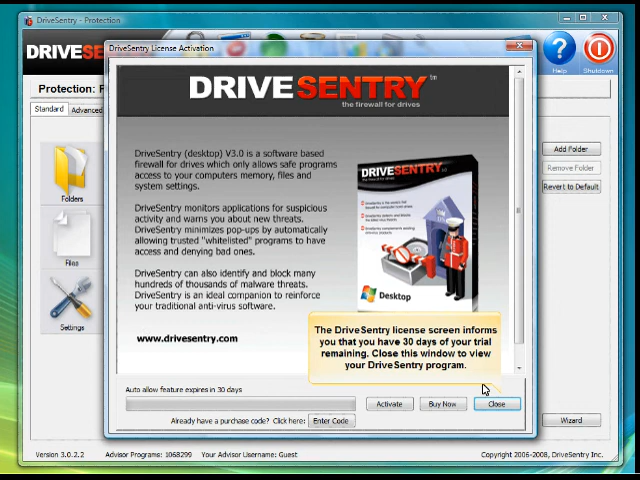 DriveSentry - Protection
DRIVESE
Help
Shutdown
Protection: F
Standard
Advanced
Folders
Files
Settings
Add Folder
Remove Folder
Revert to Default
Wizard
DriveSentry License Activation
DRIVESENTRY™
the firewall for drives
DriveSentry (desktop) V3.0 is a software based
firewall for drives which only allows safe programs
access to your computers memory, files and
system settings.
DriveSentry monitors applications for suspicious
activity and warns you about new threats.
DriveSentry minimizes pop-ups by automatically
allowing trusted "whitelisted" programs to have
access and denying bad ones.
DriveSentry can also identify and block many
hundreds of thousands of malware threats.
DriveSentry is an ideal companion to reinforce
your traditional anti-virus software.
www.drivesentry.com
DRIVESENTRY
Desktop
The DriveSentry license screen informs
you that you have 30 days of your trial
remaining. Close this window to view
your DriveSentry program.
Auto allow feature expires in 30 days
Activate
Buy Now
Close
Already have a purchase code? Click here:
Enter Code
Version 3.0.2.2
Advisor Programs: 1068299
Your Advisor Username: Guest
Copyright 2006-2008, DriveSentry Inc.